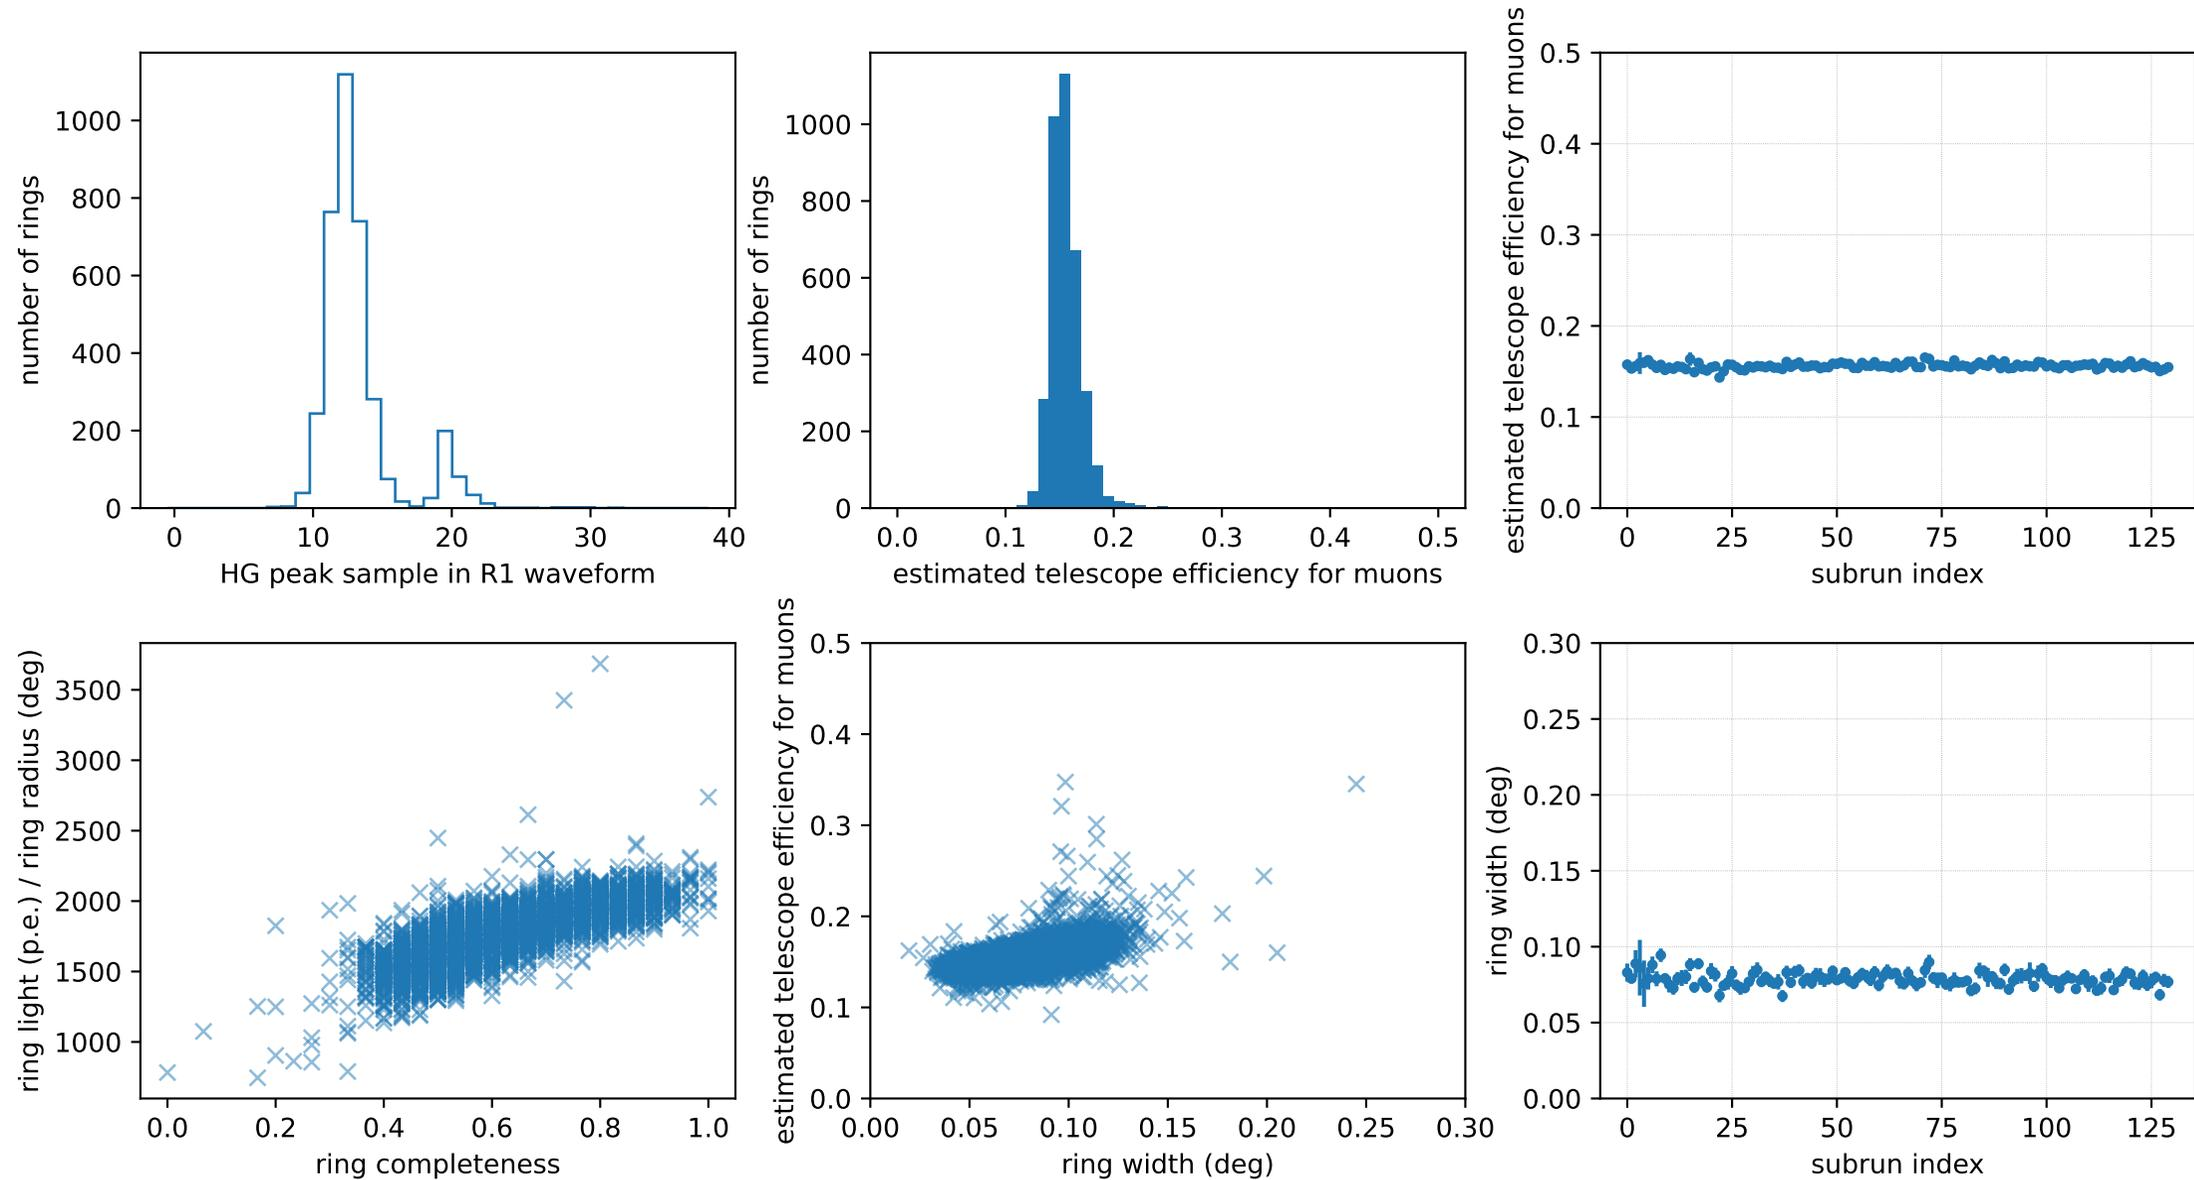 number of rings
1000
800
600
400
200
0
0 10 20 30 40
HG peak sample in R1 waveform
number of rings
1000
800
600
400
200
0
0.0 0.1 0.2 0.3 0.4 0.5
estimated telescope efficiency for muons
estimated telescope efficiency for muons
0.5
0.4
0.3
0.2
0.1
0.0
0 25 50 75 100 125
subrun index
ring light (p.e.) / ring radius (deg)
3500
3000
2500
2000
1500
1000
0.0 0.2 0.4 0.6 0.8 1.0
ring completeness
estimated telescope efficiency for muons
0.5
0.4
0.3
0.2
0.1
0.0
0.00 0.05 0.10 0.15 0.20 0.25 0.30
ring width (deg)
ring width (deg)
0.30
0.25
0.20
0.15
0.10
0.05
0.00
0 25 50 75 100 125
subrun index